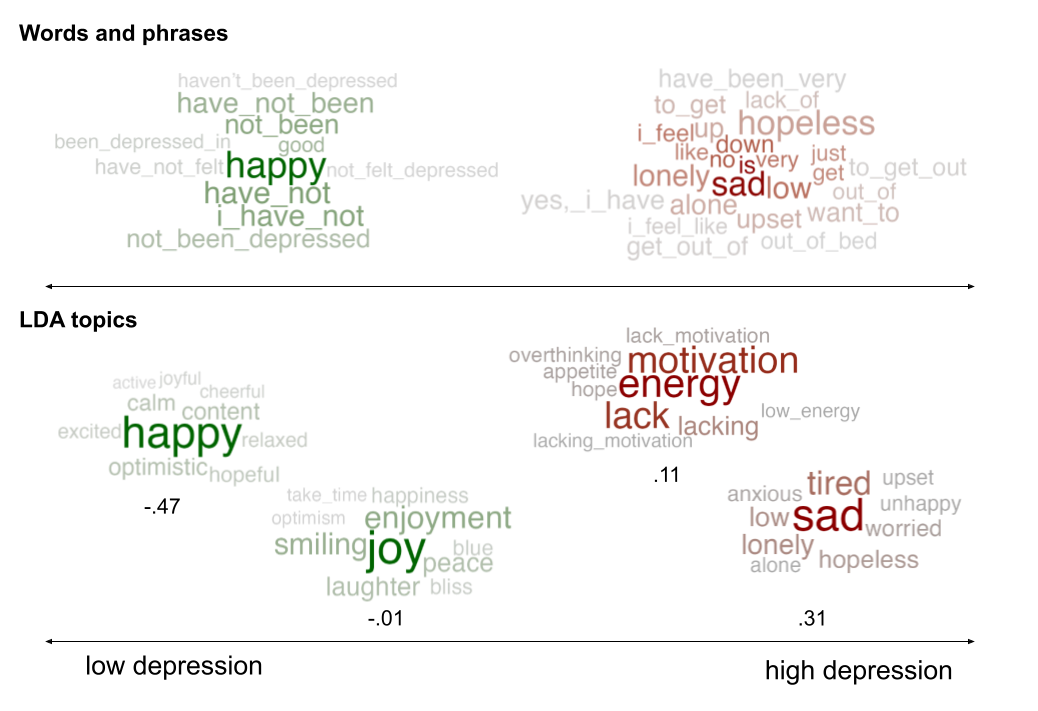 Words and phrases
haven't_been_depressed
have_not_been
not_been
been_depressed_in
good
have_not_felt
happy
not_felt_depressed
have_not
i_have_not
not_been_depressed
have_been_very
to_get
lack_of
i_feel
up
hopeless
like
down
no
is
very
just
lonely
sad
low
get
to_get_out
yes,_i_have
alone
upset
out_of
want_to
i_feel_like
get_out_of
out_of_bed
LDA topics
active
joyful
cheerful
calm
content
excited
happy
relaxed
optimistic
hopeful
-.47
take_time
happiness
optimism
enjoyment
smiling
joy
blue
peace
laughter
bliss
-.01
lack_motivation
overthinking
motivation
appetite
hope
energy
lack
lacking
low_energy
lacking_motivation
.11
tired
upset
anxious
unhappy
low
sad
worried
lonely
alone
hopeless
.31
low depression
high depression